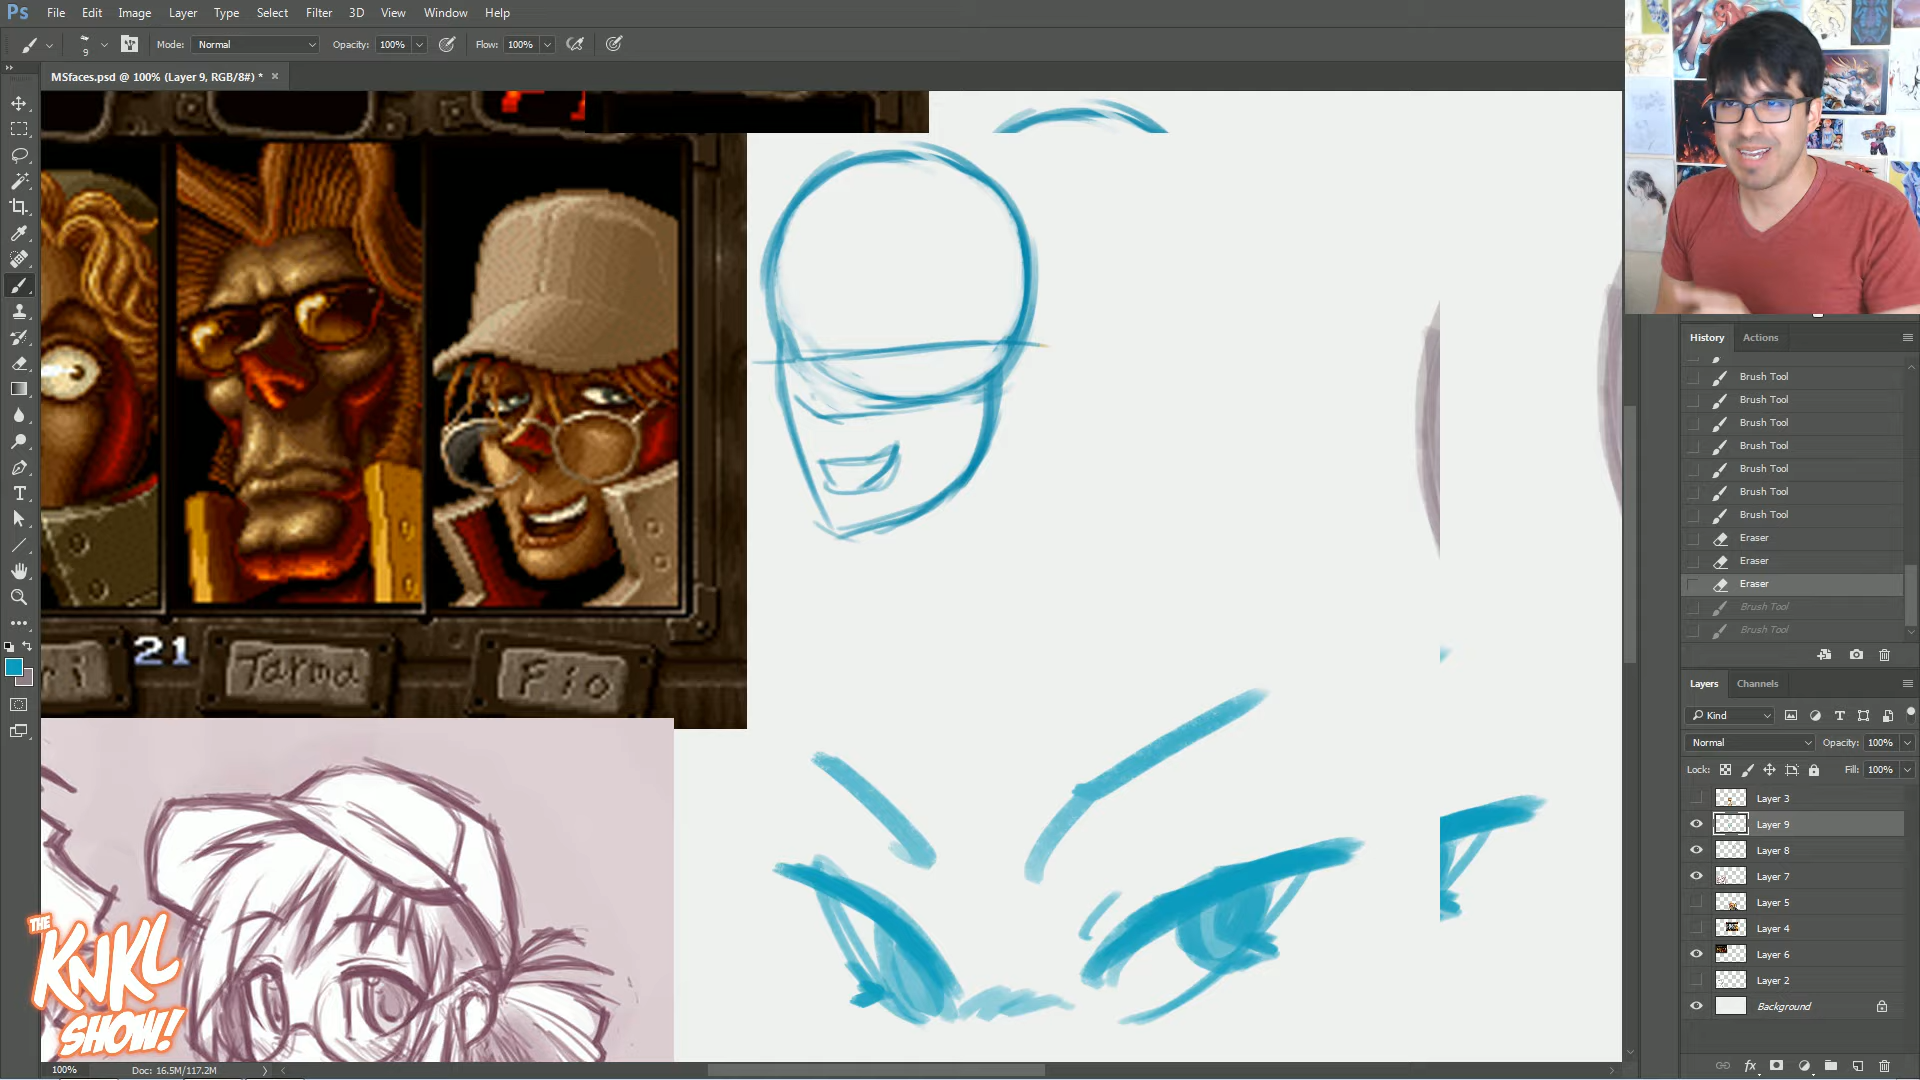 Ps File Edit Image Layer Type Select Filter 3D View Window Help
9 Mode: Normal Opacity: 100% Flow: 100%
MSfaces.psd @ 100% (Layer 9, RGB/8#) * ×
21
Tarma
Fio
THE
KNKL
SHOW!
100% Doc: 16.5M/117.2M
History Actions
Brush Tool
Brush Tool
Brush Tool
Brush Tool
Brush Tool
Brush Tool
Brush Tool
Eraser
Eraser
Eraser
Brush Tool
Brush Tool
Layers Channels
Kind
Normal Opacity: 100%
Lock: Fill: 100%
Layer 3
Layer 9
Layer 8
Layer 7
Layer 5
Layer 4
Layer 6
Layer 2
Background
fx